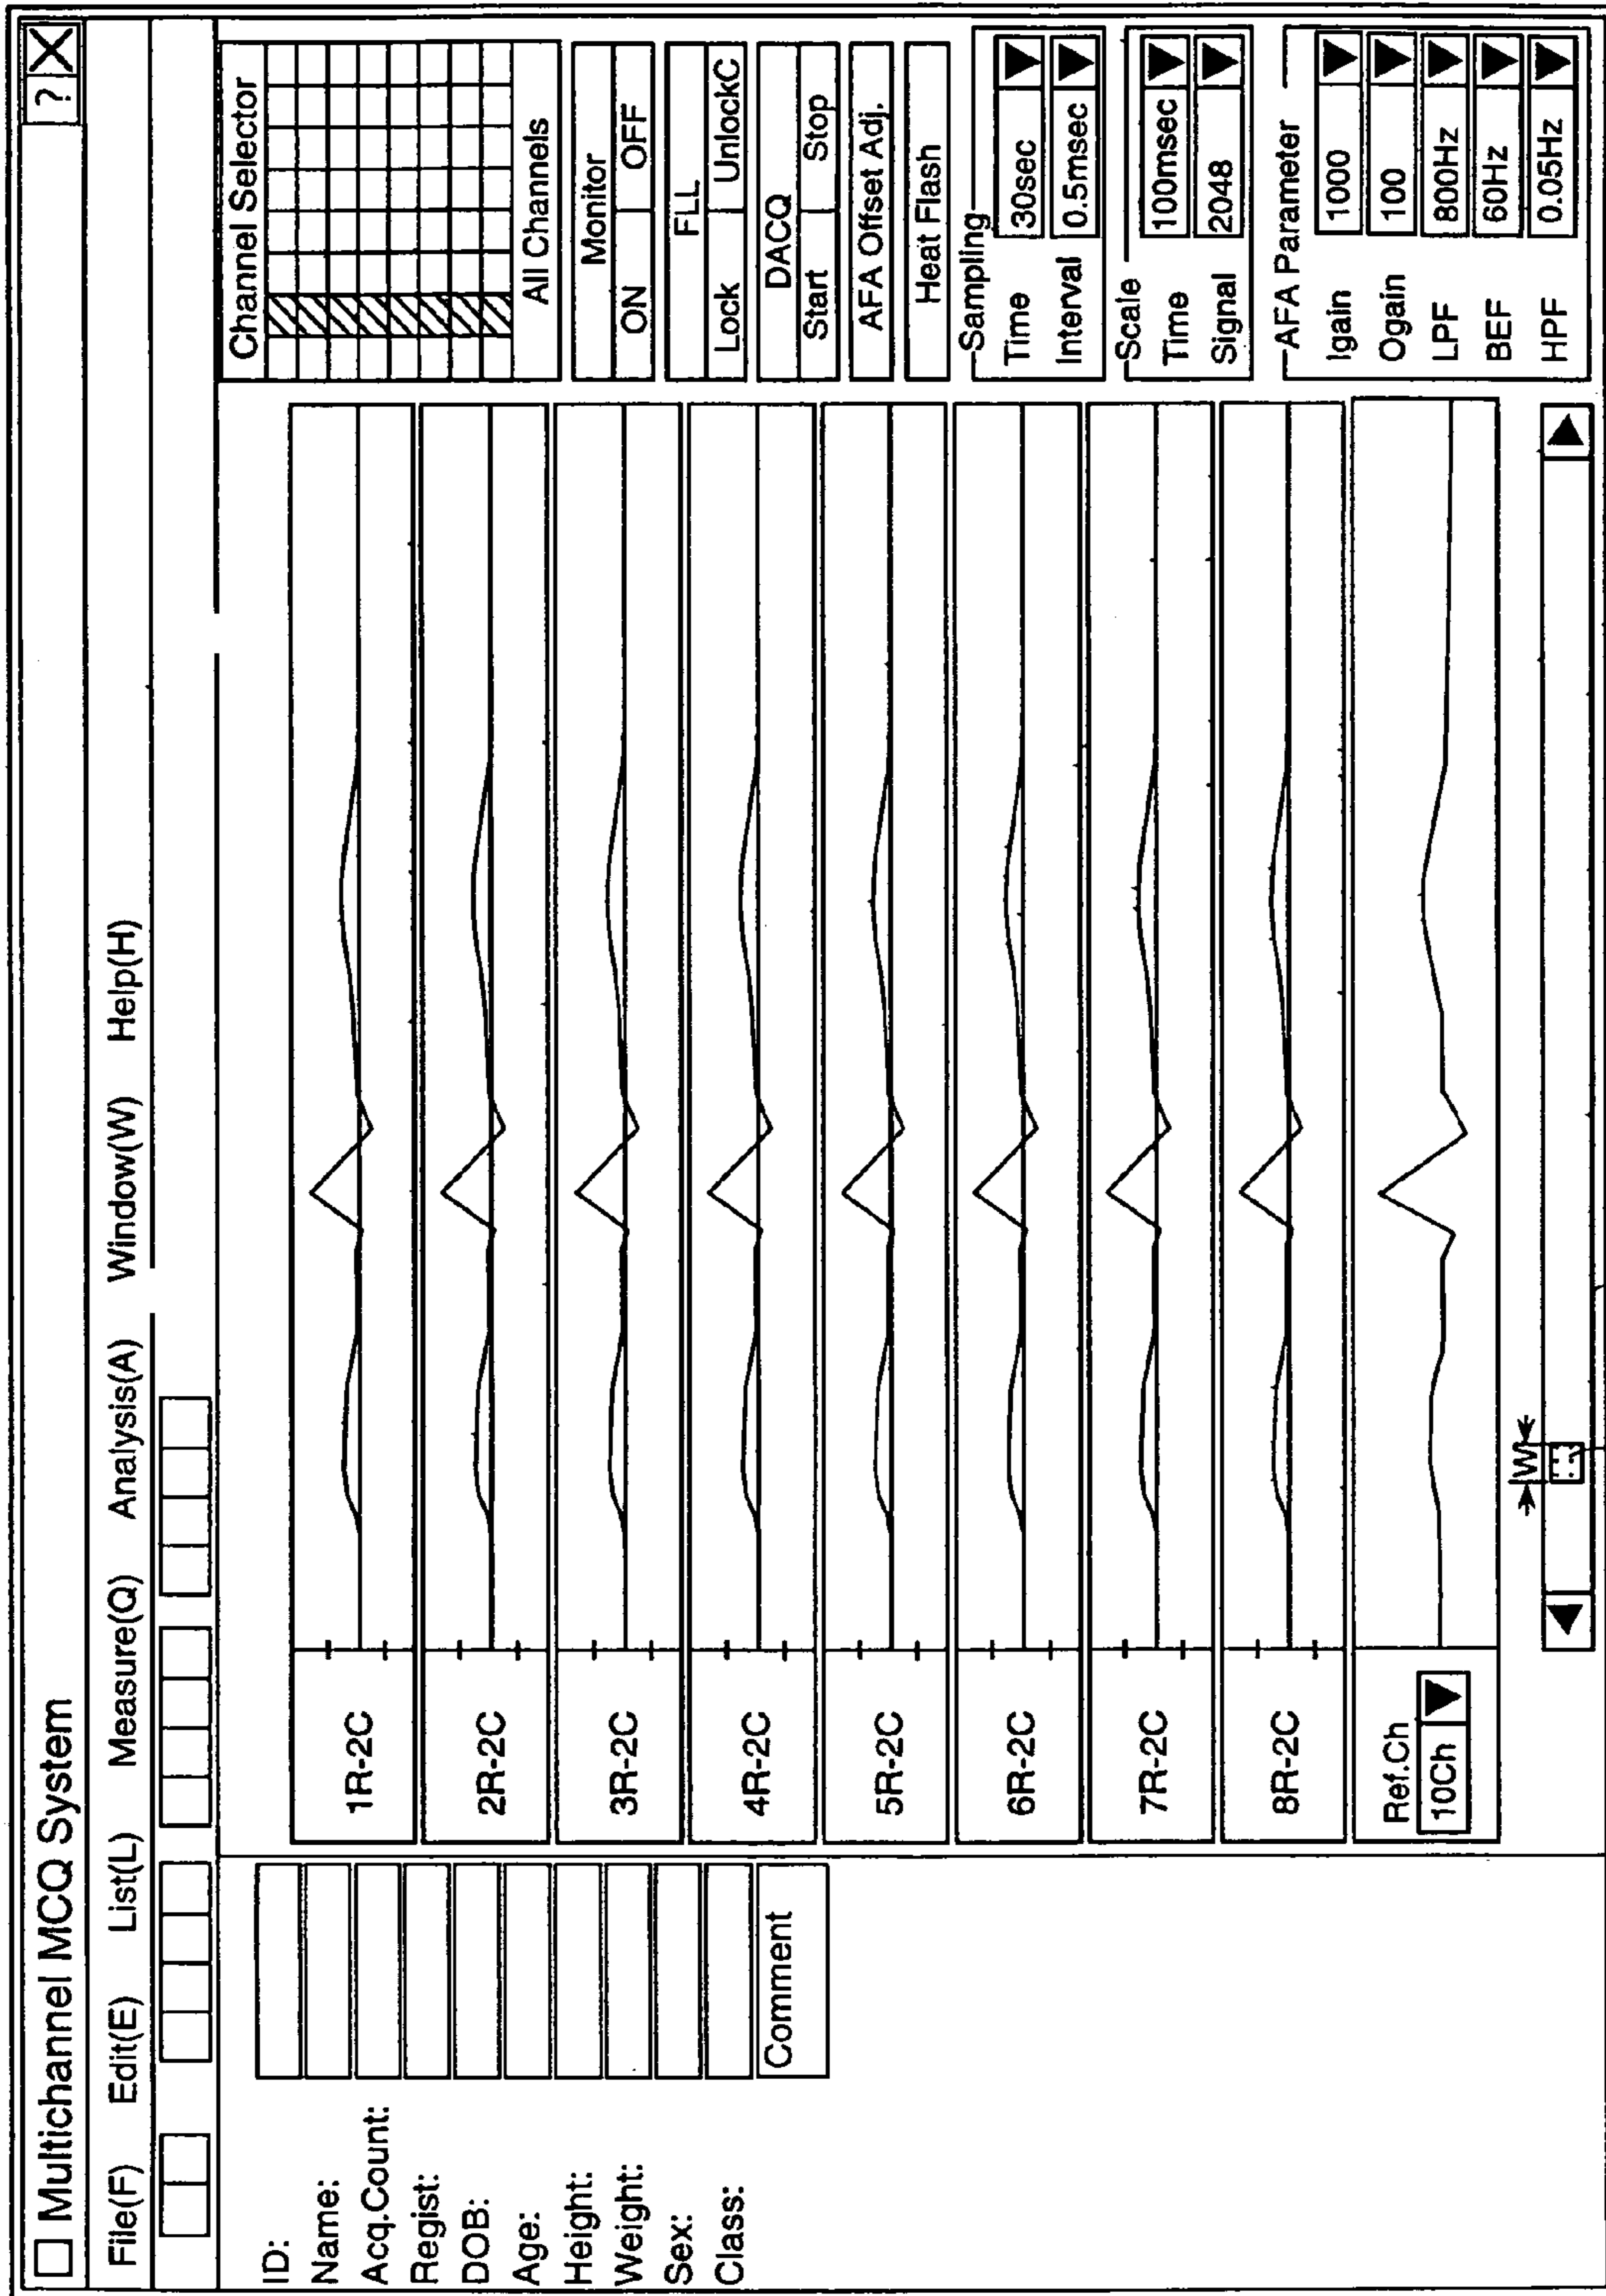 Multichannel MCQ System
? X
File(F) Edit(E) List(L) Measure(Q) Analysis(A) Window(W) Help(H)
ID:
Name:
Acq.Count:
Regist:
DOB:
Age:
Height:
Weight:
Sex:
Class:
Comment
1R-2C
2R-2C
3R-2C
4R-2C
5R-2C
6R-2C
7R-2C
8R-2C
Ref.Ch
10Ch
W
Channel Selector
All Channels
Monitor
ON OFF
FLL
Lock UnlockC
DACQ
Start Stop
AFA Offset Adj.
Heat Flash
Sampling
Time 30sec
Interval 0.5msec
Scale
Time 100msec
Signal 2048
AFA Parameter
Igain 1000
Ogain 100
LPF 800Hz
BEF 60Hz
HPF 0.05Hz